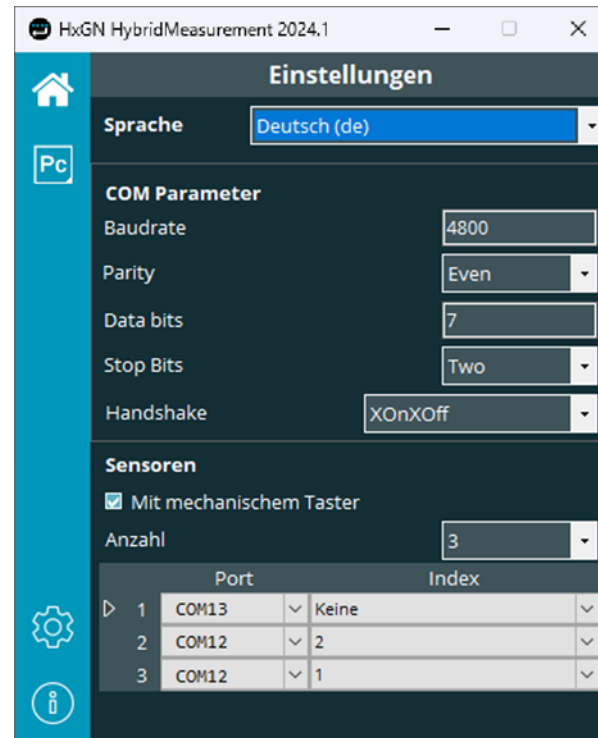 HxGN HybridMeasurement 2024.1
Einstellungen
Sprache Deutsch (de)
Pc
COM Parameter
Baudrate 4800
Parity Even
Data bits 7
Stop Bits Two
Handshake XOnXOff
Sensoren
Mit mechanischem Taster
Anzahl 3
Port Index
1 COM13 Keine
2 COM12 2
3 COM12 1
i